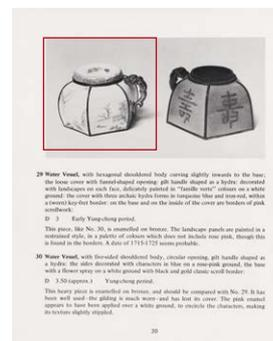 壽
29 Water Vessel, with hexagonal shouldered body curving slightly inwards to the base;
the loose cover with funnel-shaped opening: gilt handle shaped as a hydra: decorated
with landscapes on each face, delicately painted in "famille verte" colours on a white
ground: the cover with three archaic hydra forms in turquoise blue and iron-red, within
a (worn) key-fret border: on the base and on the inside of the cover are borders of pink
scrollwork:
D 3 Early Yung-cheng period.
This piece, like No. 30, is enamelled on bronze. The landscape panels are painted in a
restrained style, in a palette of colours which does not include rose pink, though this
is found in the borders. A date of 1715-1725 seems probable.
30 Water Vessel, with five-sided shouldered body, circular opening, gilt handle shaped as
a hydra: the sides decorated with characters in blue on a rose-pink ground, the base
with a flower spray on a white ground with black and gold classic scroll border:
D 3.50 (approx.) Yung-cheng period.
This heavy piece is enamelled on bronze, and should be compared with No. 29. It has
been well used—the gilding is much worn—and has lost its cover. The pink enamel
appears to have been applied over a white ground, to encircle the characters, making
its texture slightly stippled.
20